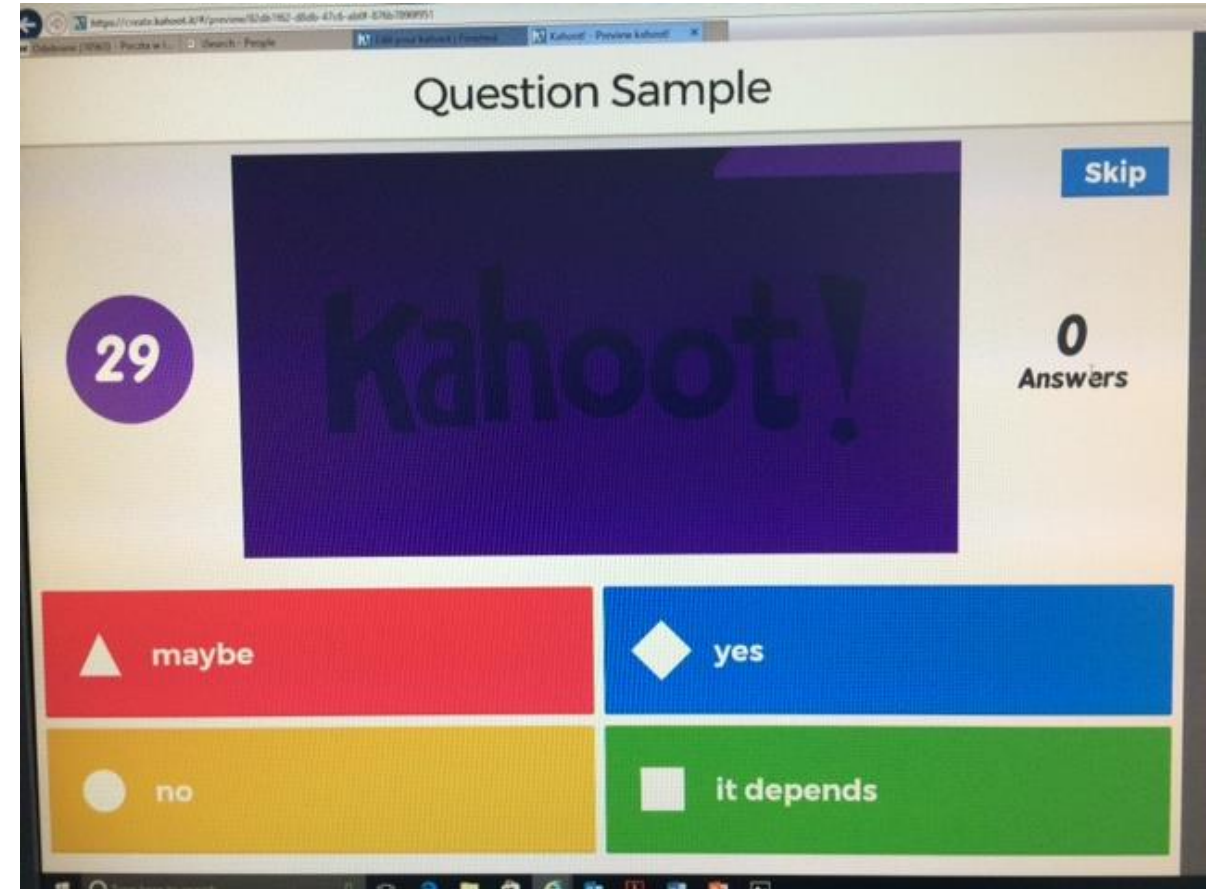 Question Sample
Skip
29
Kahoot!
0
Answers
maybe
yes
no
it depends